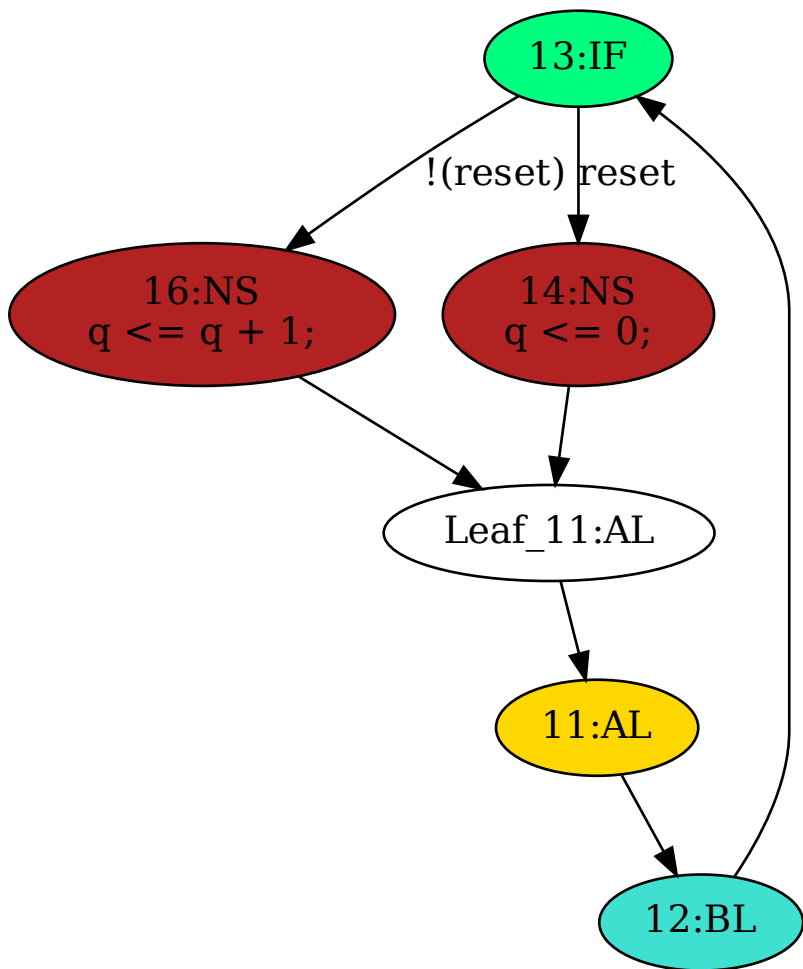 13:IF
!(reset)
reset
16:NS
q <= q + 1;
14:NS
q <= 0;
Leaf_11:AL
11:AL
12:BL